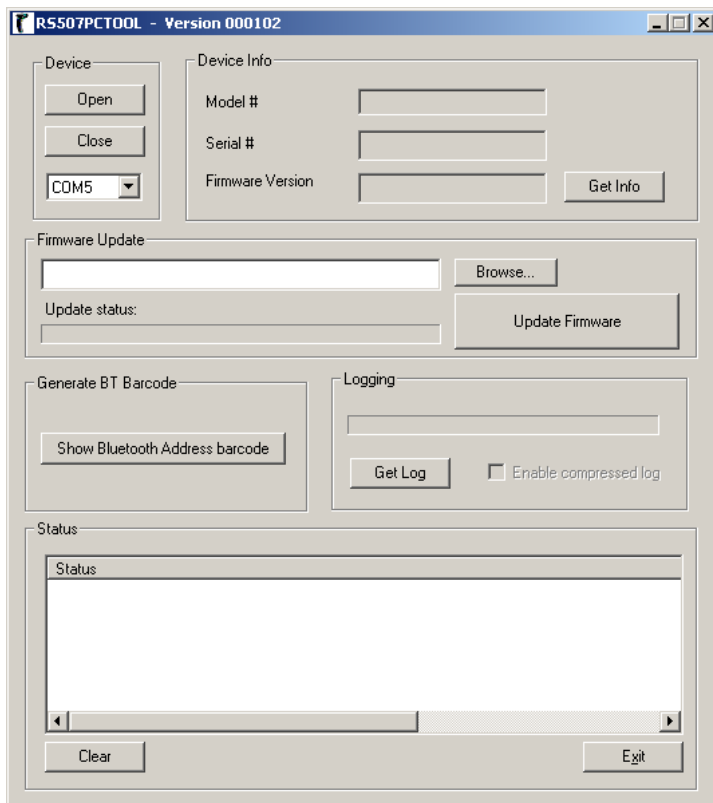 RS507PCTOOL - Version 000102
Device
Open
Close
COM5
Device Info
Model #
Serial #
Firmware Version
Get Info
Firmware Update
Browse...
Update status:
Update Firmware
Generate BT Barcode
Show Bluetooth Address barcode
Logging
Get Log
Enable compressed log
Status
Status
Clear
Exit